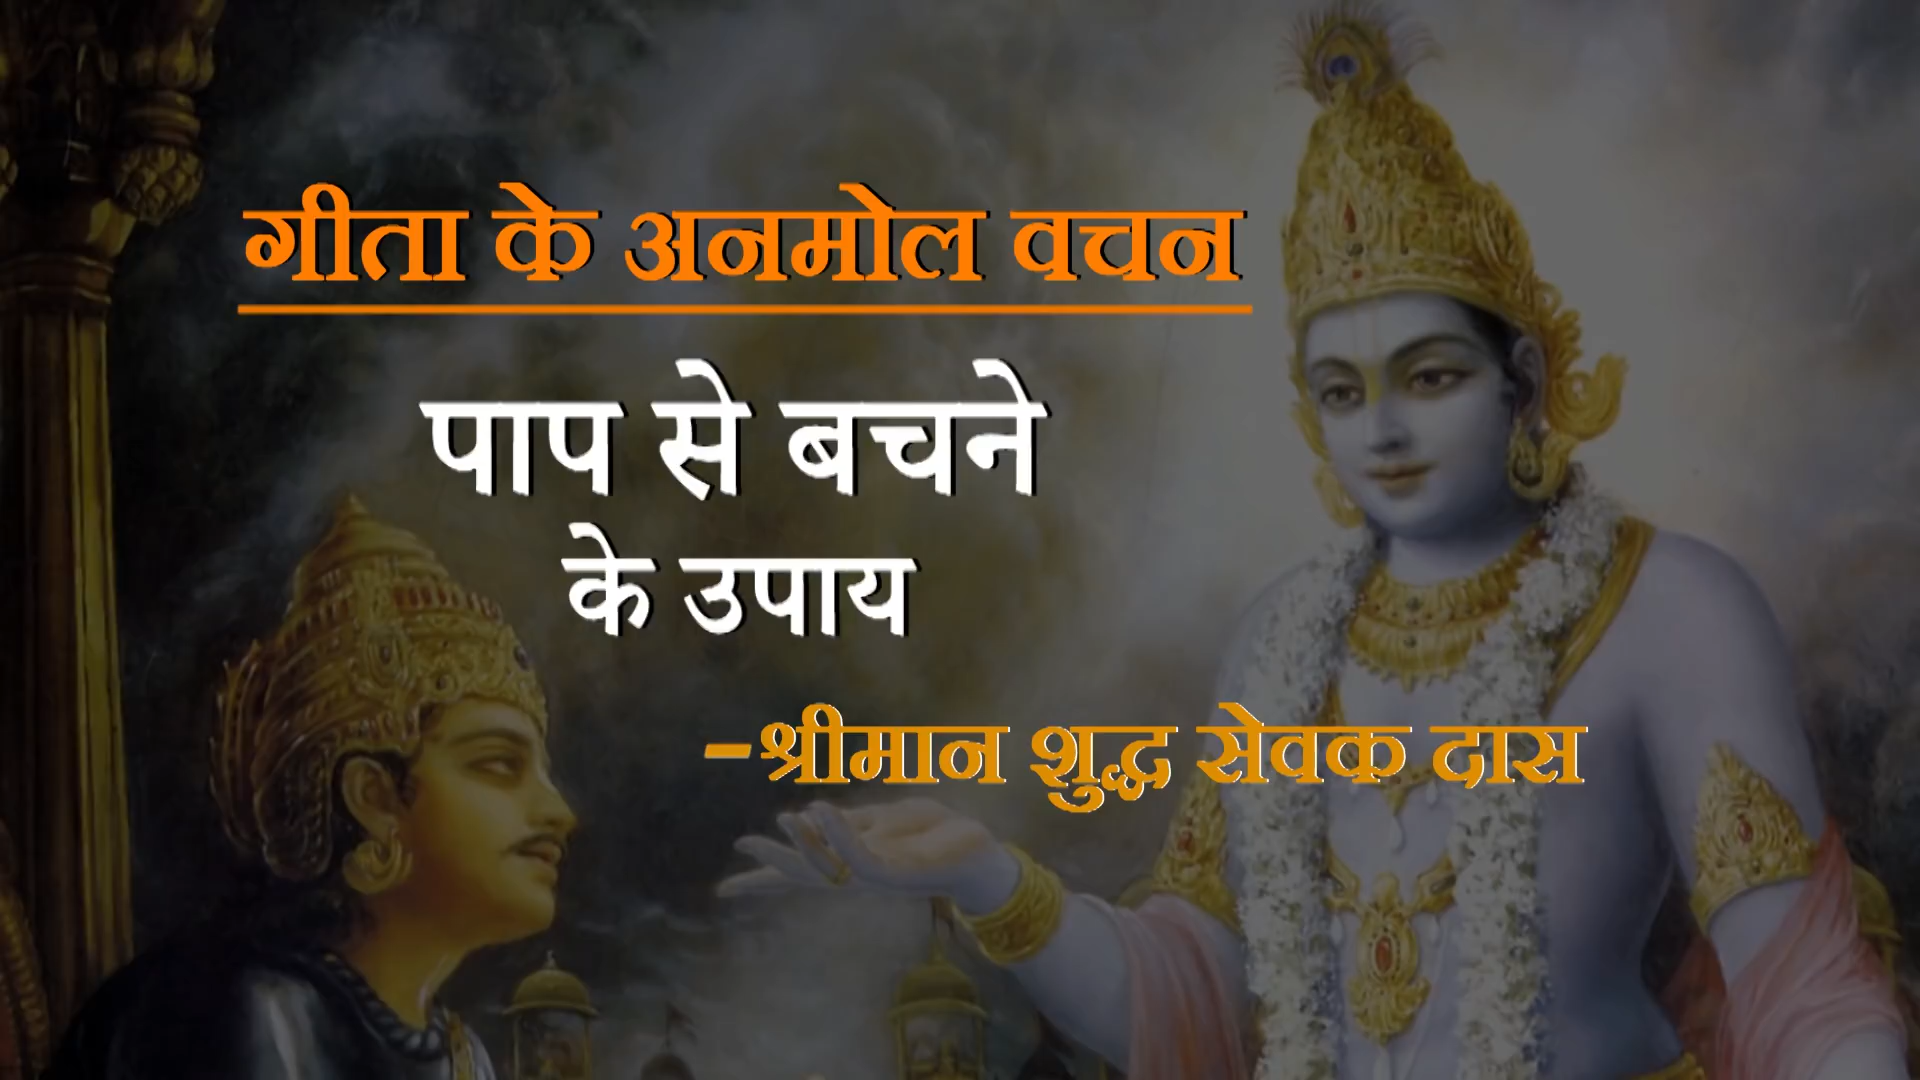 गीता के अनमोल वचन
पाप से बचने
के उपाय
-श्रीमान शुद्ध सेवक दास